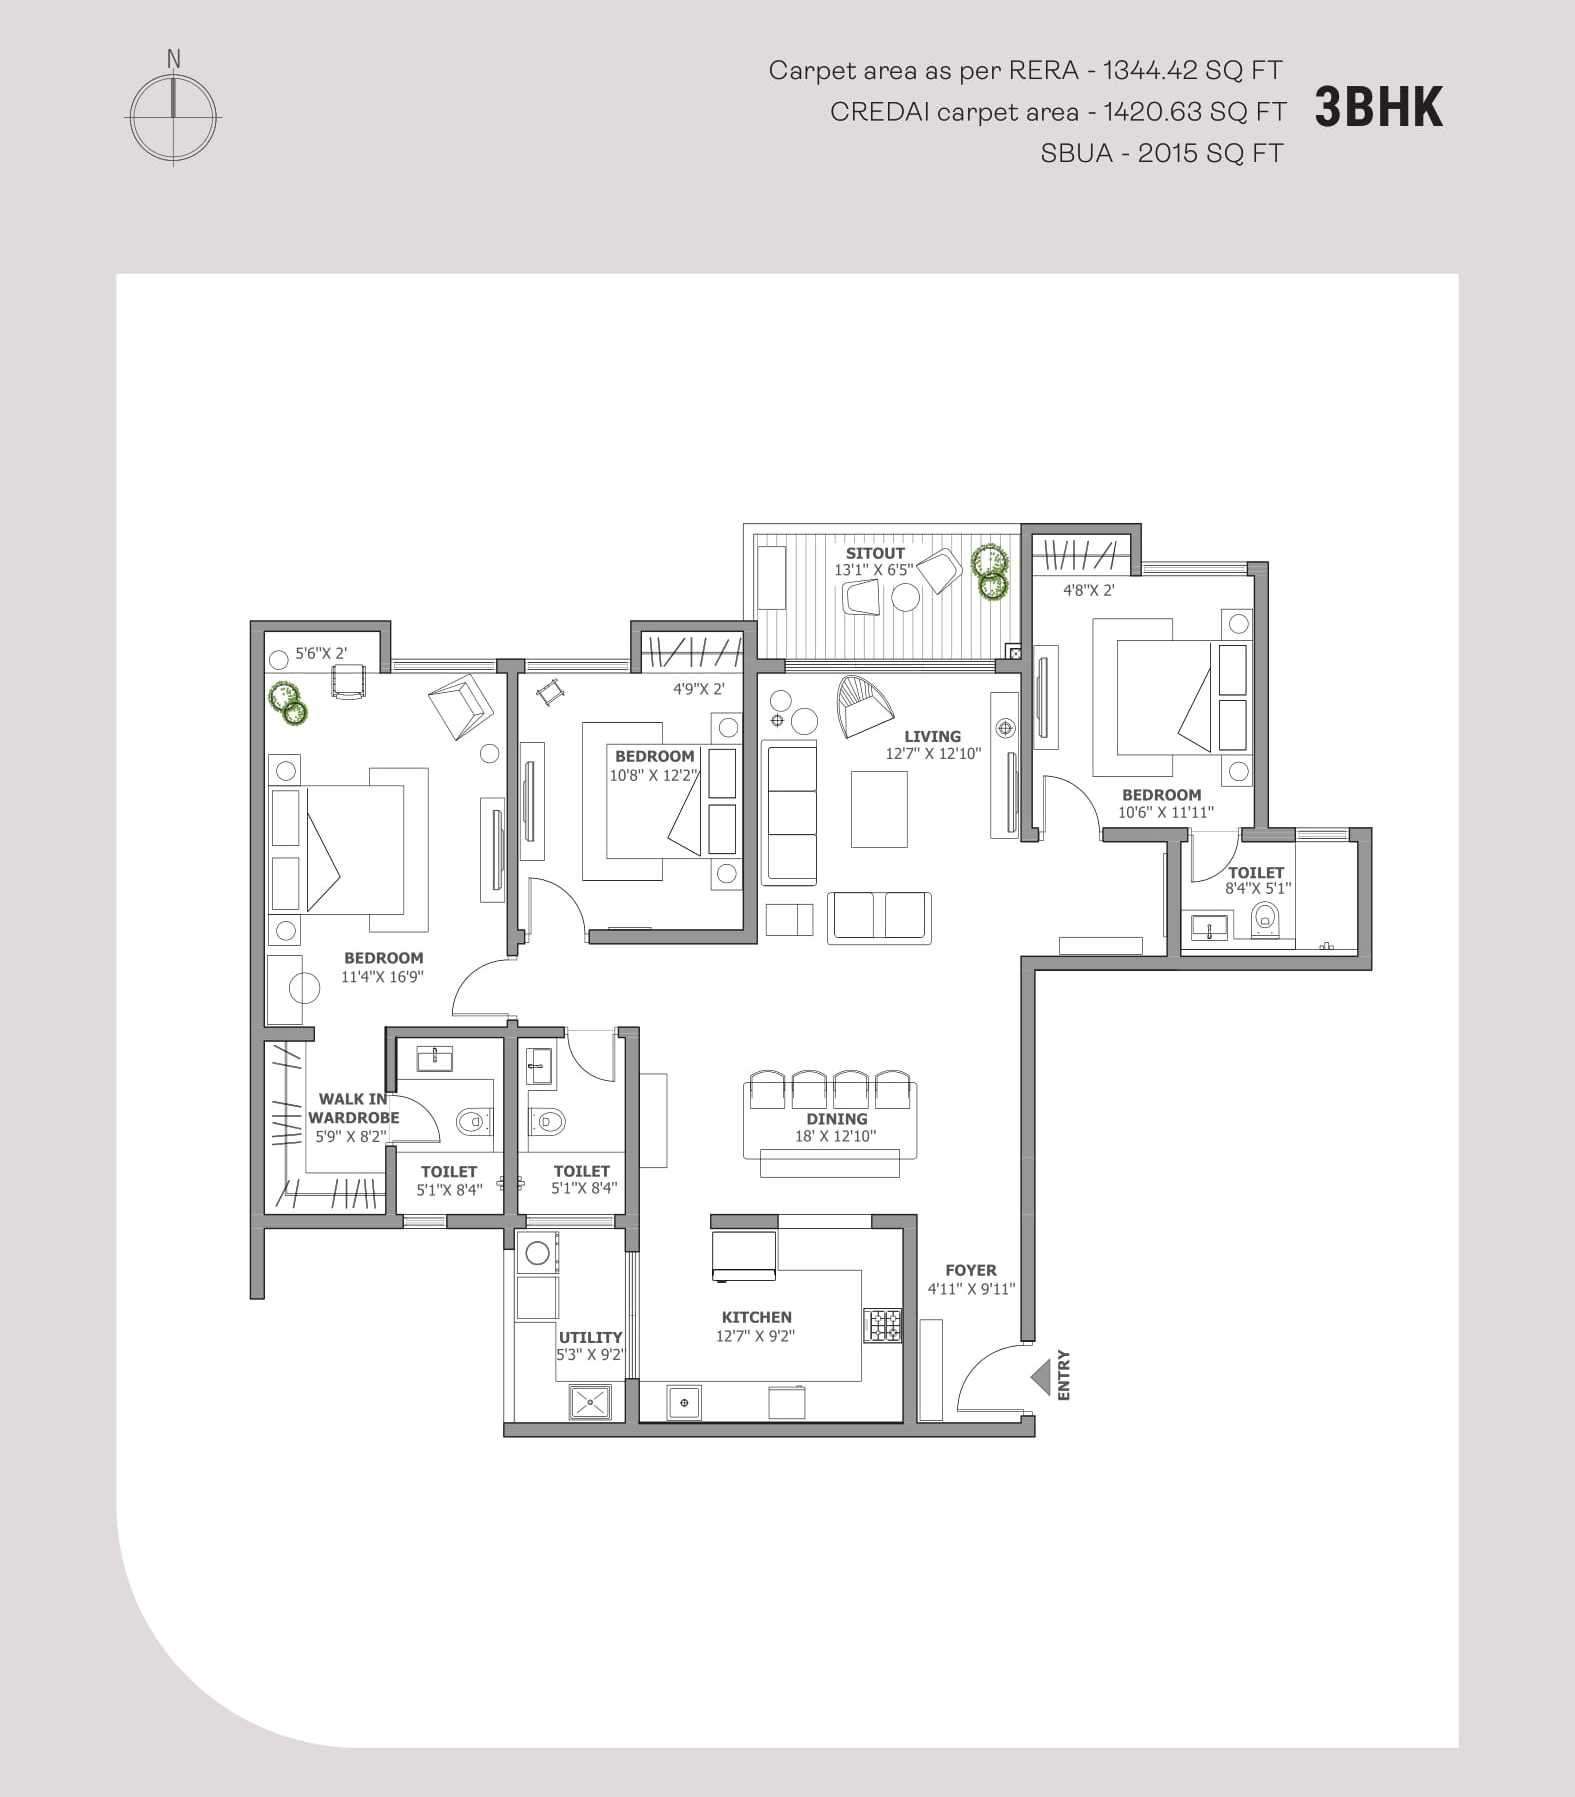 N
Carpet area as per RERA - 1344.42 SQ FT
CREDAI carpet area - 1420.63 SQ FT
SBUA - 2015 SQ FT
3BHK
SITOUT
13'1" X 6'5"
4'8"X 2'
5'6"X 2'
4'9"X 2'
LIVING
12'7" X 12'10"
BEDROOM
10'8" X 12'2"
BEDROOM
10'6" X 11'11"
TOILET
8'4"X 5'1"
BEDROOM
11'4"X 16'9"
WALK IN
WARDROBE
5'9" X 8'2"
TOILET
5'1"X 8'4"
TOILET
5'1"X 8'4"
DINING
18' X 12'10"
FOYER
4'11" X 9'11"
KITCHEN
12'7" X 9'2"
UTILITY
5'3" X 9'2"
ENTRY